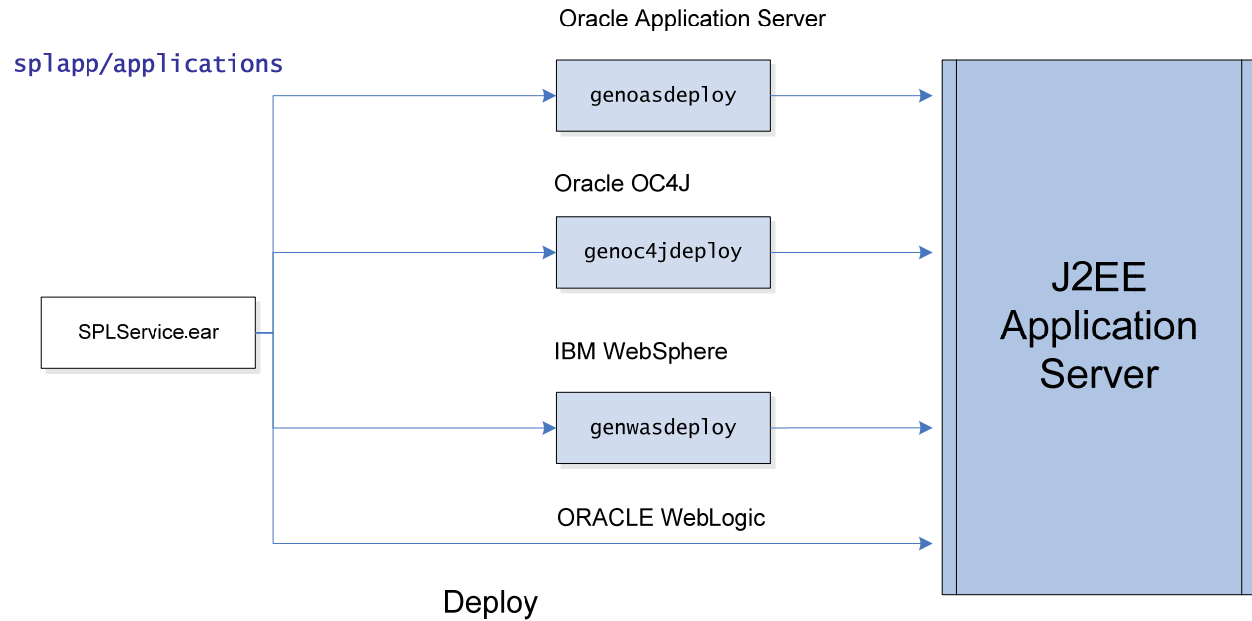 Oracle Application Server
splapp/applications
genoasdeploy
Oracle OC4J
genoc4jdeploy
J2EE
Application
Server
SPLService.ear
IBM WebSphere
genwasdeploy
ORACLE WebLogic
Deploy